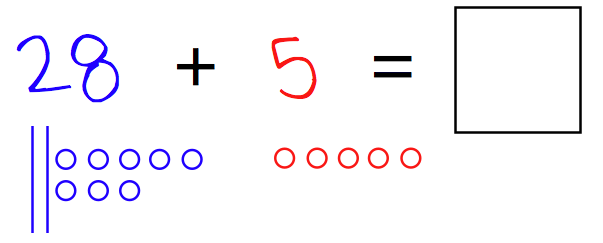 28 + 5 =